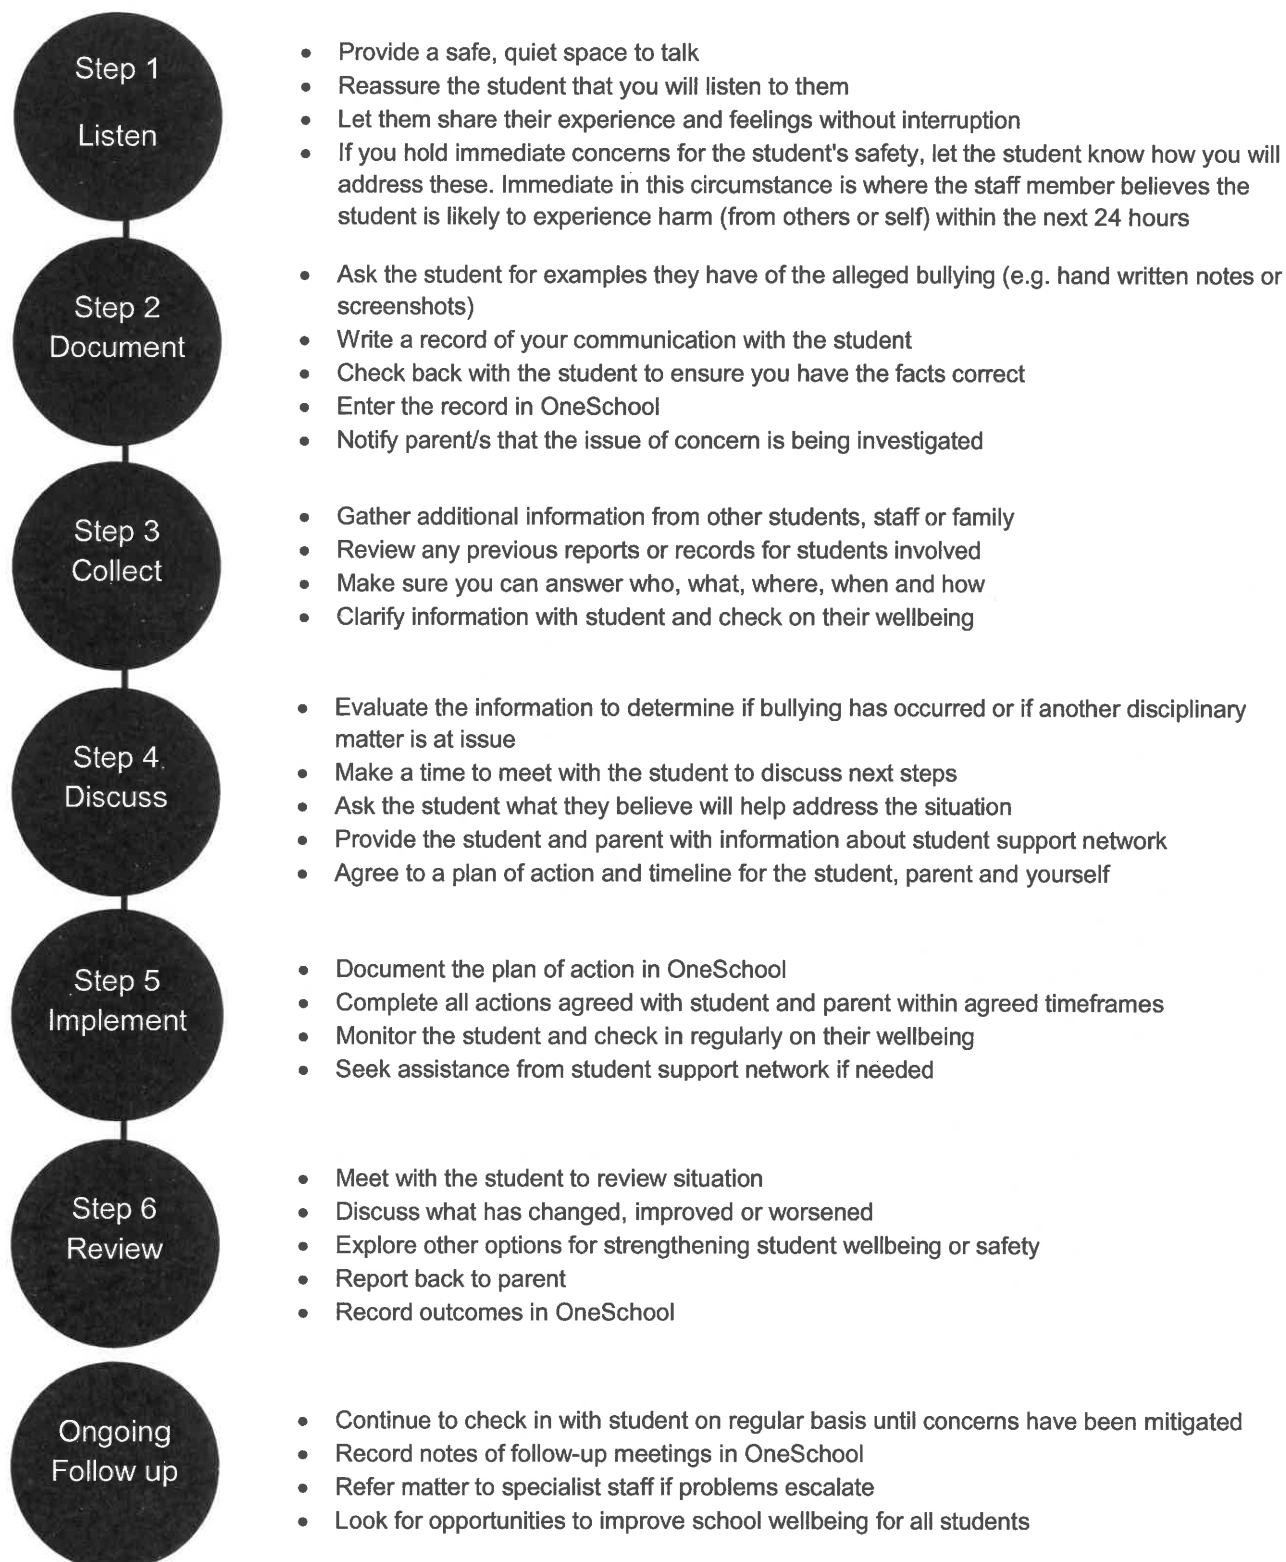 Step 1
Listen
• Provide a safe, quiet space to talk
• Reassure the student that you will listen to them
• Let them share their experience and feelings without interruption
• If you hold immediate concerns for the student's safety, let the student know how you will
address these. Immediate in this circumstance is where the staff member believes the
student is likely to experience harm (from others or self) within the next 24 hours
Step 2
Document
• Ask the student for examples they have of the alleged bullying (e.g. hand written notes or
screenshots)
• Write a record of your communication with the student
• Check back with the student to ensure you have the facts correct
• Enter the record in OneSchool
• Notify parent/s that the issue of concern is being investigated
Step 3
Collect
• Gather additional information from other students, staff or family
• Review any previous reports or records for students involved
• Make sure you can answer who, what, where, when and how
• Clarify information with student and check on their wellbeing
Step 4
Discuss
• Evaluate the information to determine if bullying has occurred or if another disciplinary
matter is at issue
• Make a time to meet with the student to discuss next steps
• Ask the student what they believe will help address the situation
• Provide the student and parent with information about student support network
• Agree to a plan of action and timeline for the student, parent and yourself
Step 5
Implement
• Document the plan of action in OneSchool
• Complete all actions agreed with student and parent within agreed timeframes
• Monitor the student and check in regularly on their wellbeing
• Seek assistance from student support network if needed
Step 6
Review
• Meet with the student to review situation
• Discuss what has changed, improved or worsened
• Explore other options for strengthening student wellbeing or safety
• Report back to parent
• Record outcomes in OneSchool
Ongoing
Follow up
• Continue to check in with student on regular basis until concerns have been mitigated
• Record notes of follow-up meetings in OneSchool
• Refer matter to specialist staff if problems escalate
• Look for opportunities to improve school wellbeing for all students